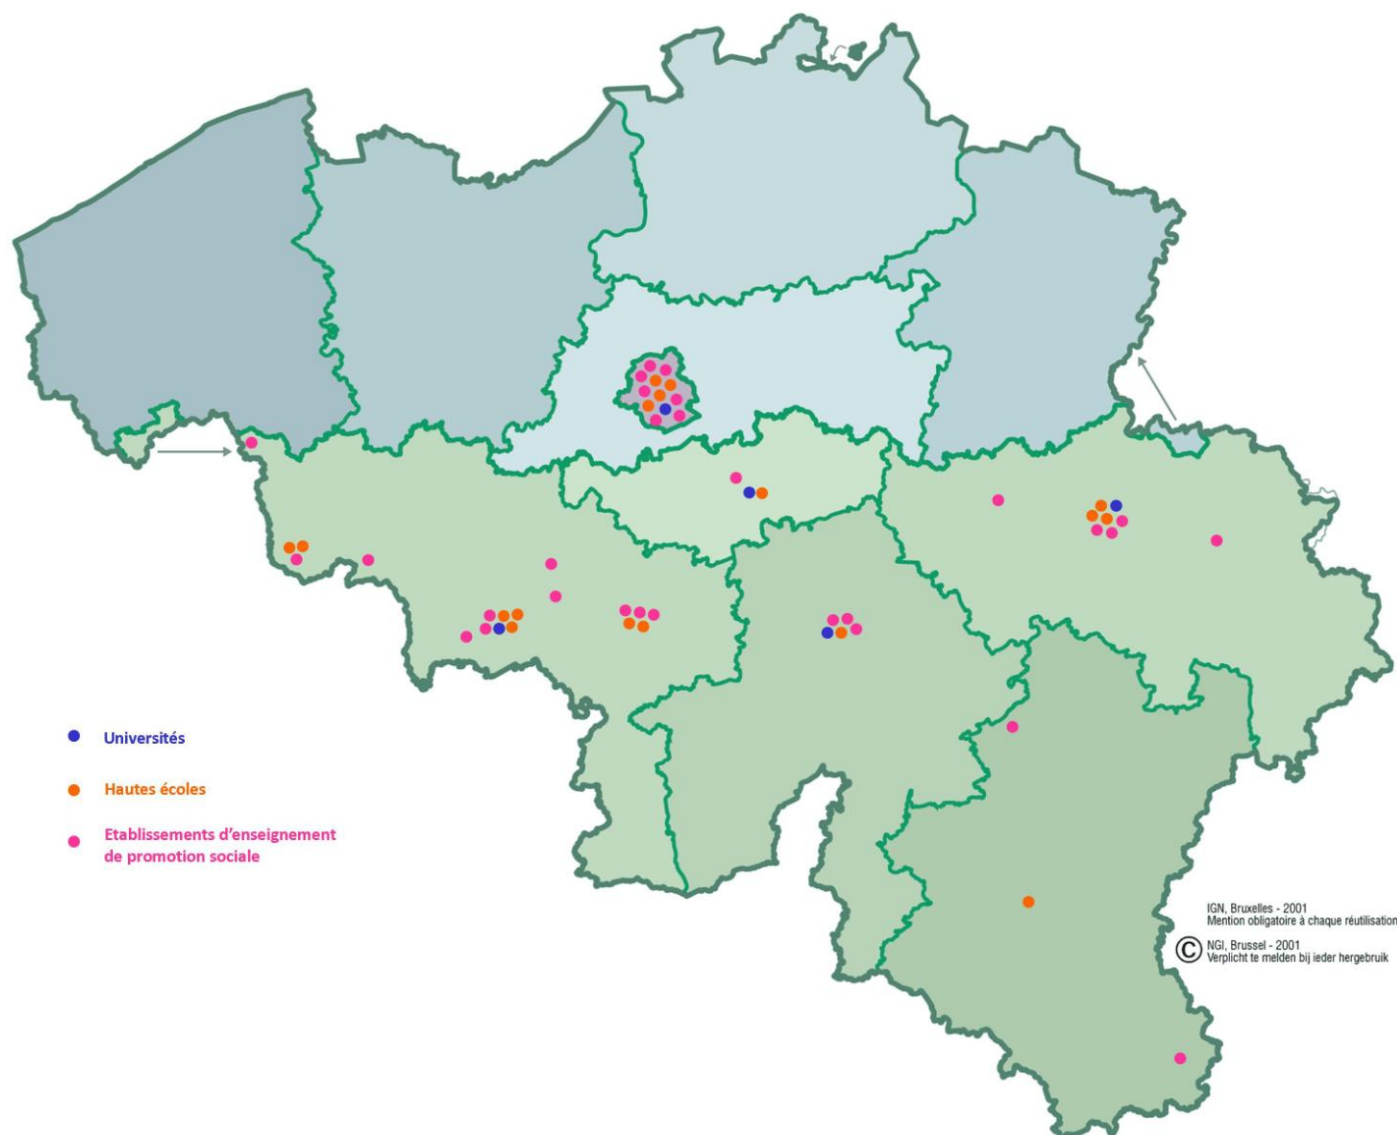 Universités
Hautes écoles
Etablissements d'enseignement
de promotion sociale
IGN, Bruxelles - 2001
Mention obligatoire à chaque réutilisation
© NGI, Brussel - 2001
Verplicht te melden bij ieder hergebruik